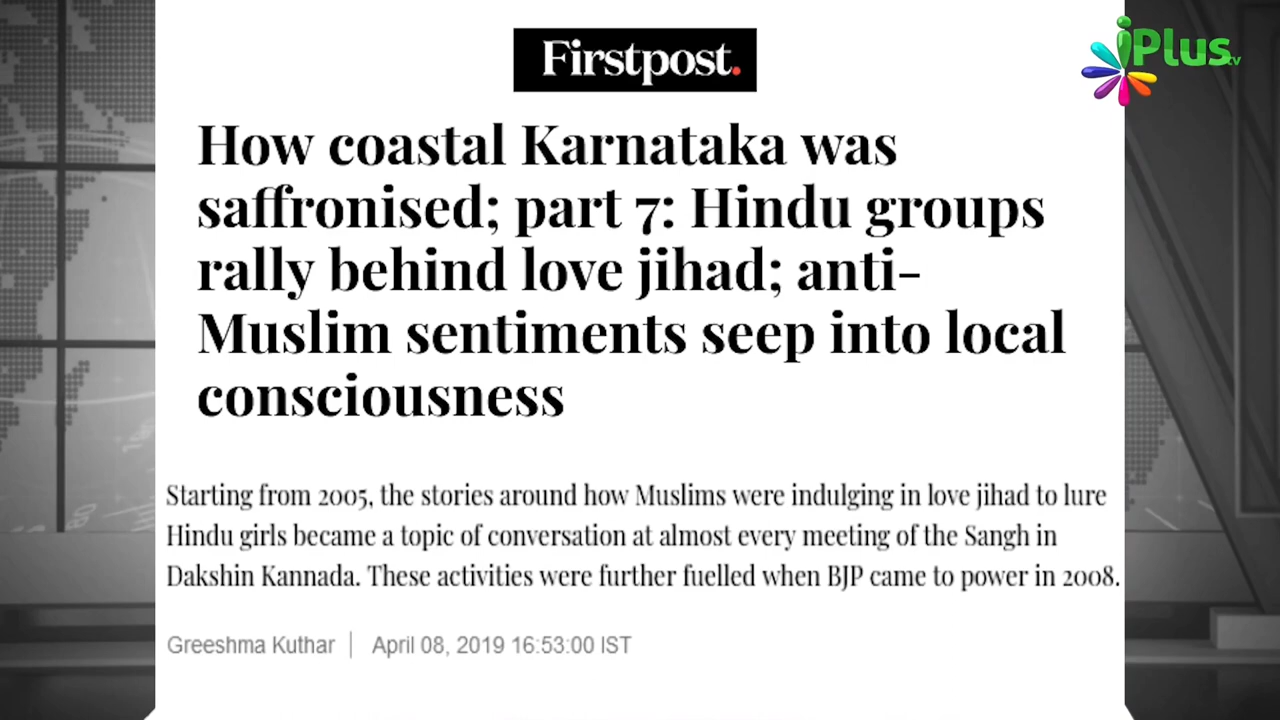 Firstpost.
iPlus tv
How coastal Karnataka was
saffronised; part 7: Hindu groups
rally behind love jihad; anti-
Muslim sentiments seep into local
consciousness
Starting from 2005, the stories around how Muslims were indulging in love jihad to lure
Hindu girls became a topic of conversation at almost every meeting of the Sangh in
Dakshin Kannada. These activities were further fuelled when BJP came to power in 2008.
Greeshma Kuthar | April 08, 2019 16:53:00 IST